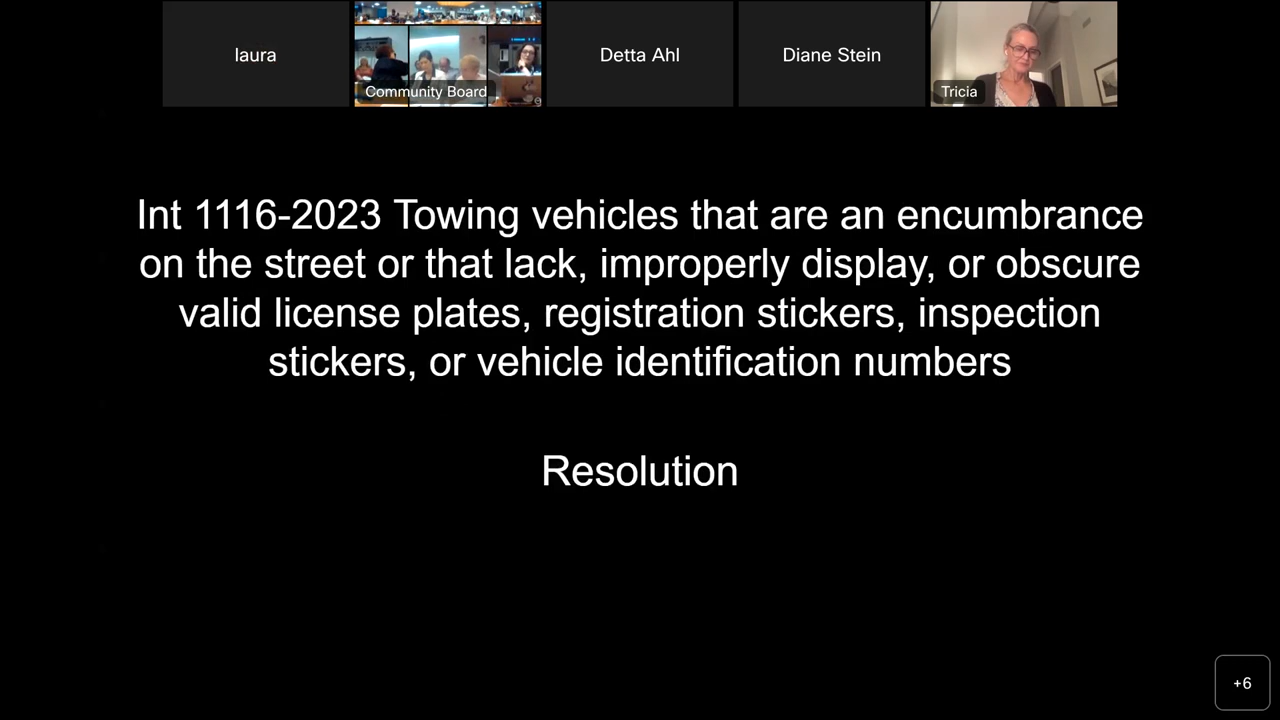 laura
Community Board
Detta Ahl
Diane Stein
Tricia
Int 1116-2023 Towing vehicles that are an encumbrance
on the street or that lack, improperly display, or obscure
valid license plates, registration stickers, inspection
stickers, or vehicle identification numbers
Resolution
+6